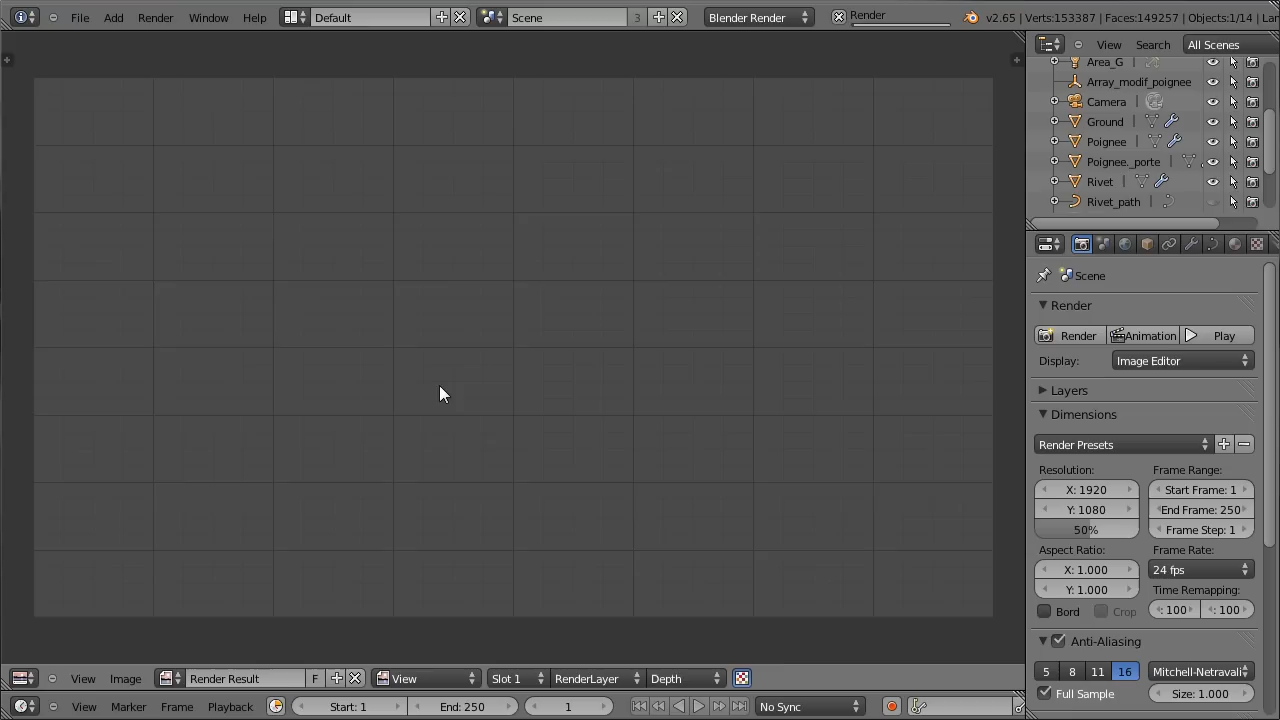 File Add Render Window Help Default Scene 3 Blender Render Render v2.65 | Verts:153387 | Faces:149257 | Objects:1/14 | Lar
View Search All Scenes
Area_G
Array_modif_poignee
Camera
Ground
Poignee
Poignee._porte
Rivet
Rivet_path
Scene
Render
Render Animation Play
Display: Image Editor
Layers
Dimensions
Render Presets
Resolution: Frame Range:
X: 1920 Start Frame: 1
Y: 1080 End Frame: 250
50% Frame Step: 1
Aspect Ratio: Frame Rate:
X: 1.000 24 fps
Y: 1.000 Time Remapping:
Bord Crop : 100 : 100
Anti-Aliasing
5 8 11 16 Mitchell-Netravali
Full Sample Size: 1.000
View Image Render Result F View Slot 1 RenderLayer Depth
View Marker Frame Playback Start: 1 End: 250 1 No Sync